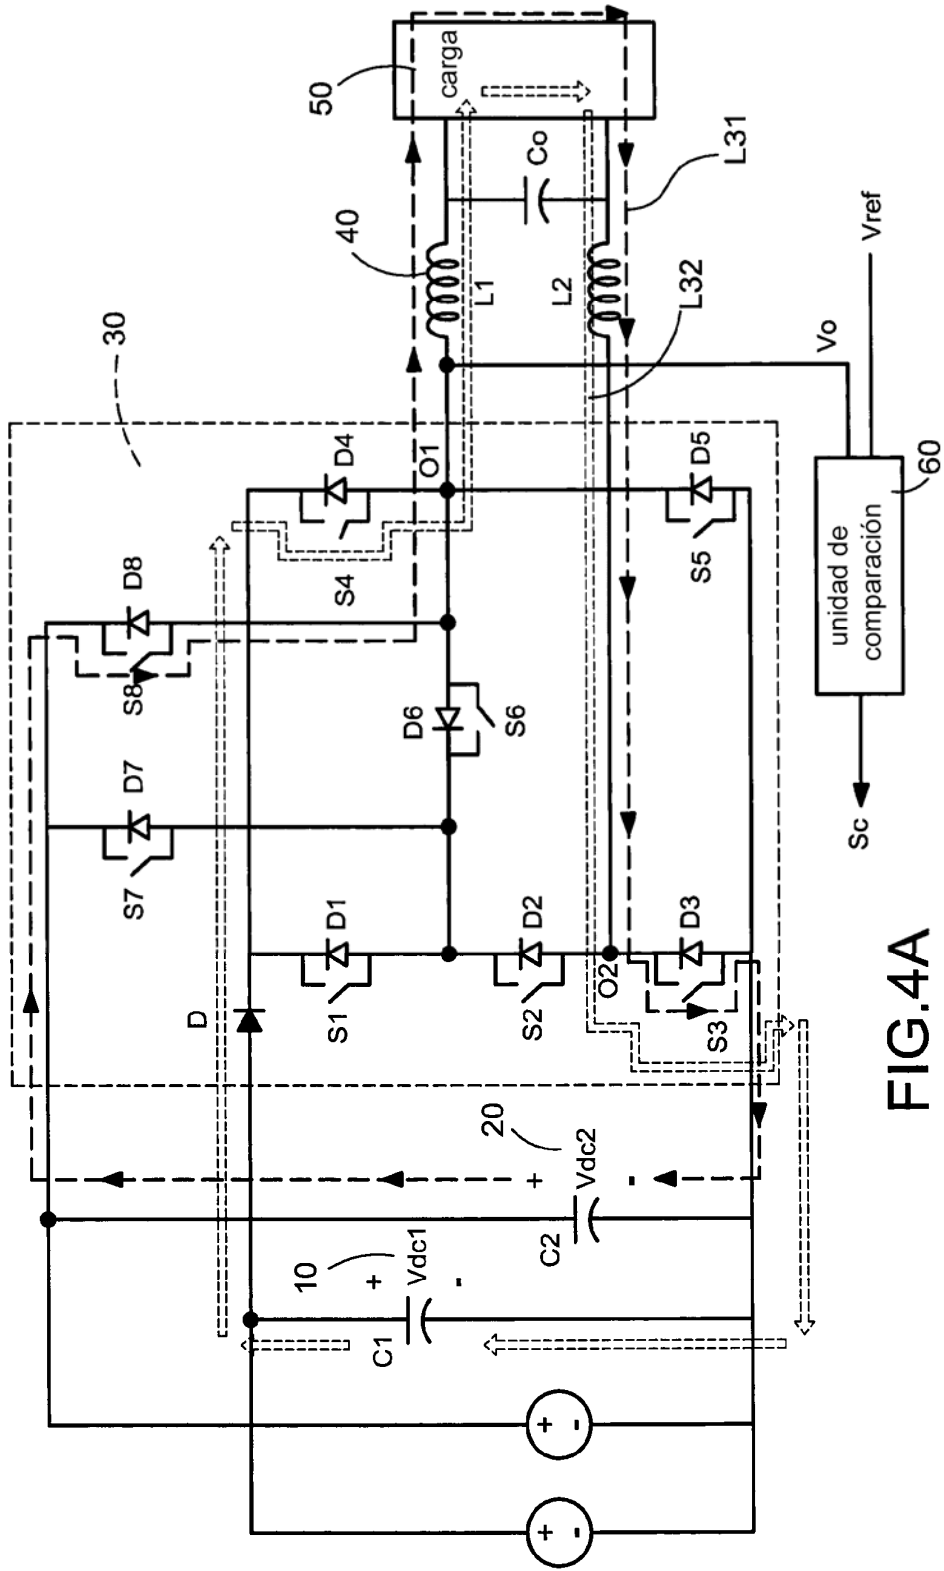 50
carga
L31
Co
Vref
40
L1
L2
L32
Vo
30
60
unidad de
comparación
Sc
D4
O1
S4
D5
S5
D8
S8
D6
S6
D7
S7
D
D1
S1
D2
S2
O2
D3
S3
20
+
Vdc2
-
C2
10
+
Vdc1
-
C1
+
-
+
-
FIG.4A